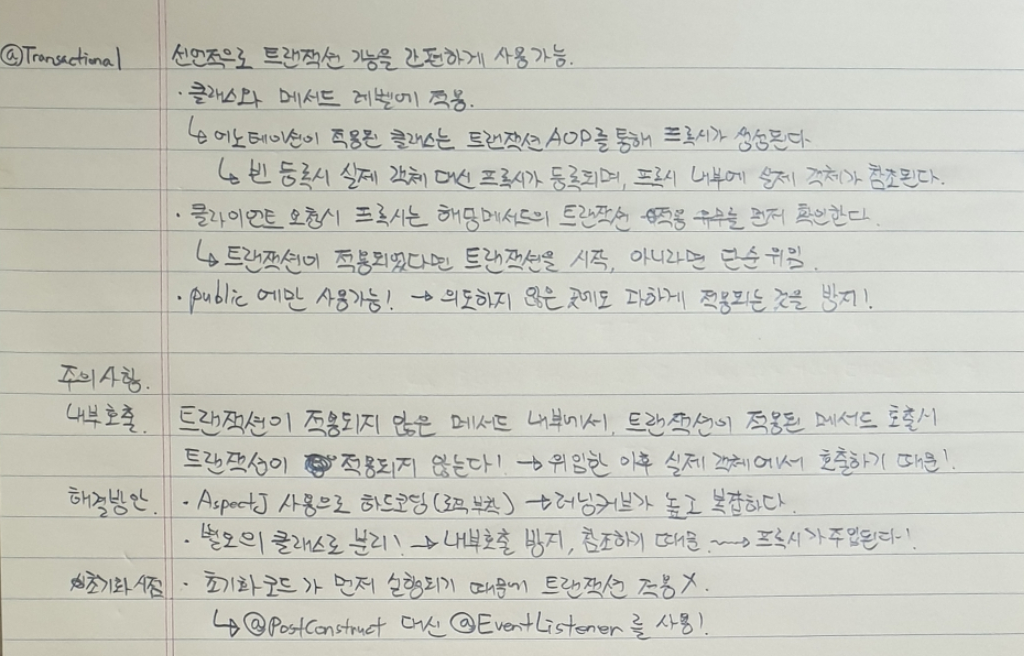 @Transactional 선언적으로 트랜잭션 기능을 간편하게 사용가능.
· 클래스와 메서드 레벨에 적용.
↳ 어노테이션이 적용된 클래스는 트랜잭션 AOP를 통해 프록시가 생성된다.
↳ 빈 등록시 실제 객체 대신 프록시가 등록되며, 프록시 내부에 실제 객체가 참조된다.
· 클라이언트 요청시 프록시는 해당메서드의 트랜잭션 적용 유무를 먼저 확인한다.
↳ 트랜잭션이 적용되었다면 트랜잭션을 시작, 아니라면 단순 위임.
· public 에만 사용가능! → 의도하지 않은 곳에도 과하게 적용되는 것을 방지!
주의사항.
내부호출. 트랜잭션이 적용되지 않은 메서드 내부에서, 트랜잭션이 적용된 메서드 호출시
트랜잭션이 적용되지 않는다! → 위임한 이후 실제 객체에서 호출하기 때문!
해결방안. · AspectJ 사용으로 하드코딩 → 러닝커브가 높고 복잡하다.
· 별도의 클래스로 분리! → 내부호출 방지, 참조하기 때문. → 프록시가 주입된다!
초기화 시점 · 초기화코드가 먼저 실행되기 때문에 트랜잭션 적용 X.
↳ @PostConstruct 대신 @EventListener 를 사용!